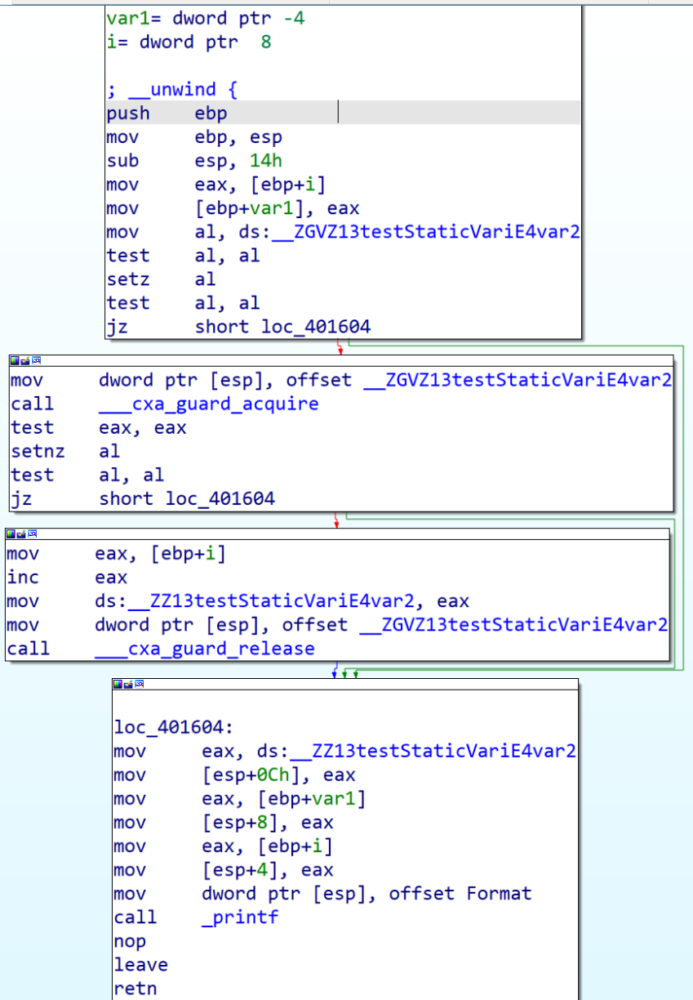 var1= dword ptr -4
i= dword ptr  8
; __unwind {
push    ebp
mov     ebp, esp
sub     esp, 14h
mov     eax, [ebp+i]
mov     [ebp+var1], eax
mov     al, ds:__ZGVZ13testStaticVariE4var2
test    al, al
setz    al
test    al, al
jz      short loc_401604
mov     dword ptr [esp], offset __ZGVZ13testStaticVariE4var2
call    ___cxa_guard_acquire
test    eax, eax
setnz   al
test    al, al
jz      short loc_401604
mov     eax, [ebp+i]
inc     eax
mov     ds:__ZZ13testStaticVariE4var2, eax
mov     dword ptr [esp], offset __ZGVZ13testStaticVariE4var2
call    ___cxa_guard_release
loc_401604:
mov     eax, ds:__ZZ13testStaticVariE4var2
mov     [esp+0Ch], eax
mov     eax, [ebp+var1]
mov     [esp+8], eax
mov     eax, [ebp+i]
mov     [esp+4], eax
mov     dword ptr [esp], offset Format
call    _printf
nop
leave
retn